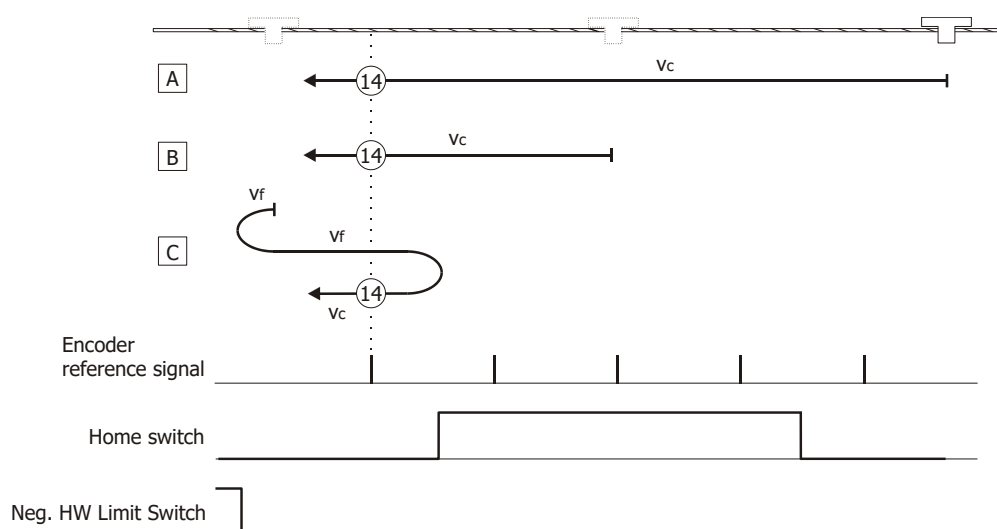 A
Vc
14
B
Vc
14
Vf
C
Vf
14
Vc
Encoder
reference signal
Home switch
Neg. HW Limit Switch